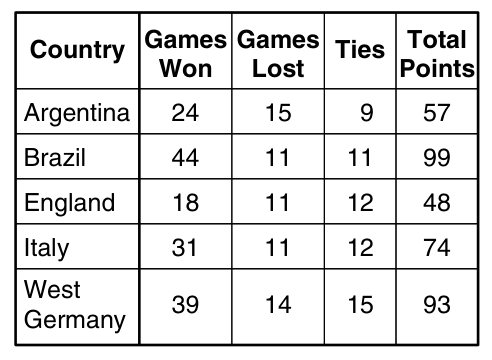 Country Games Won Games Lost Ties Total Points
Argentina 24 15 9 57
Brazil 44 11 11 99
England 18 11 12 48
Italy 31 11 12 74
West Germany 39 14 15 93